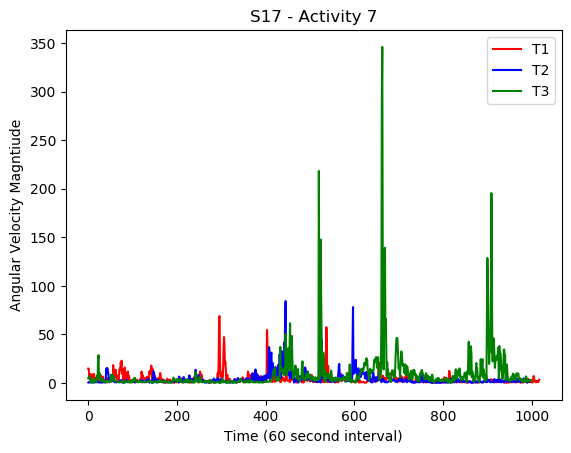 S17 - Activity 7
Angular Velocity Magntiude
350
300
250
200
150
100
50
0
T1
T2
T3
0 200 400 600 800 1000
Time (60 second interval)